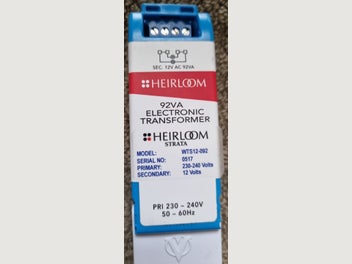 SEC. 12V AC 92VA
HEIRLOOM
92VA
ELECTRONIC
TRANSFORMER
HEIRLOOM
STRATA
MODEL: WTS12-092
SERIAL NO: 0517
PRIMARY: 230-240 Volts
SECONDARY: 12 Volts
PRI 230 – 240V
50 – 60Hz